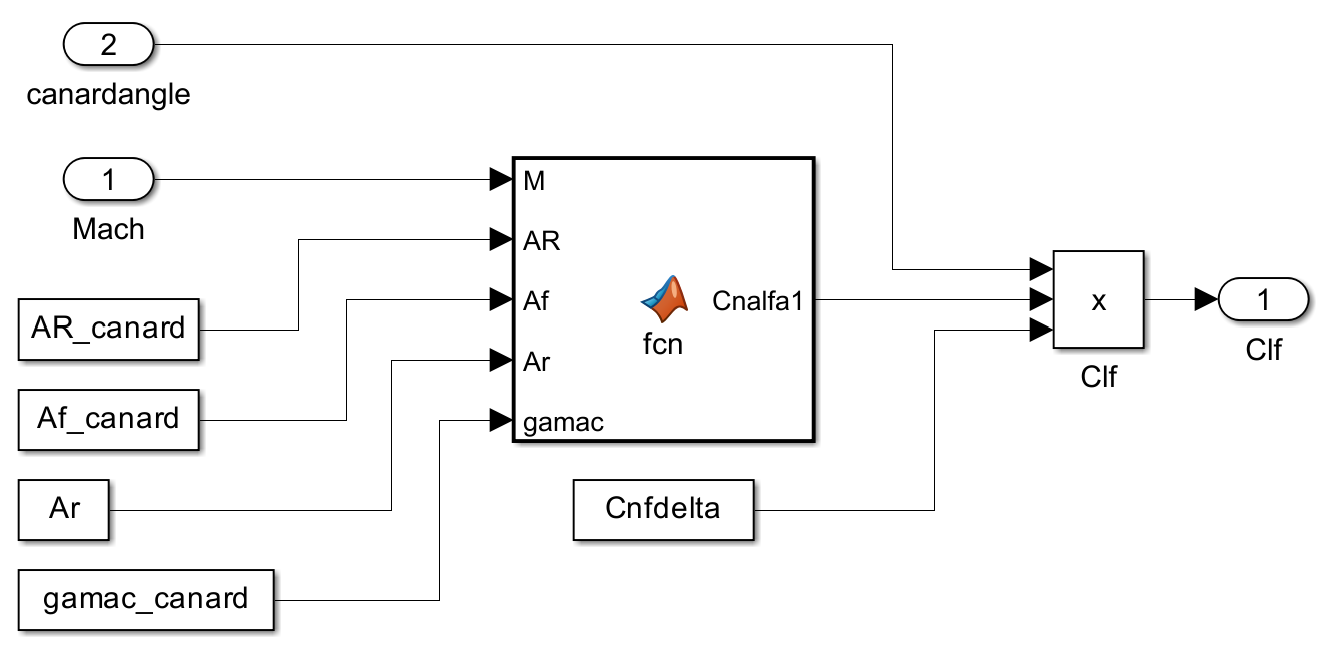 2
canardangle
1
Mach
AR_canard
Af_canard
Ar
gamac_canard
M
AR
Af
Ar
gamac
fcn
Cnalfa1
Cnfdelta
x
Clf
1
Clf